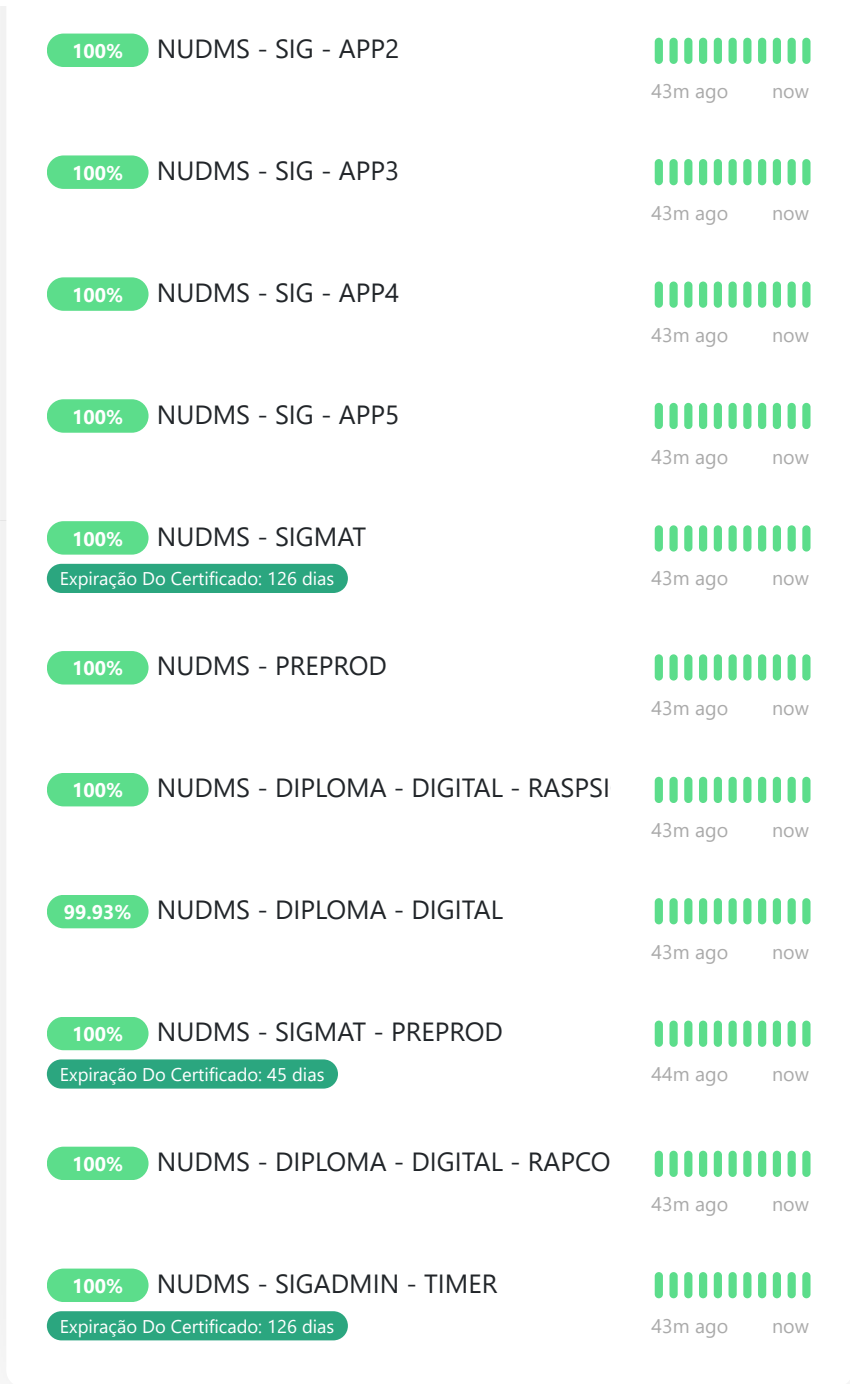 100% NUDMS - SIG - APP2
43m ago now
100% NUDMS - SIG - APP3
43m ago now
100% NUDMS - SIG - APP4
43m ago now
100% NUDMS - SIG - APP5
43m ago now
100% NUDMS - SIGMAT
Expiração Do Certificado: 126 dias 43m ago now
100% NUDMS - PREPROD
43m ago now
100% NUDMS - DIPLOMA - DIGITAL - RASPSI
43m ago now
99.93% NUDMS - DIPLOMA - DIGITAL
43m ago now
100% NUDMS - SIGMAT - PREPROD
Expiração Do Certificado: 45 dias 44m ago now
100% NUDMS - DIPLOMA - DIGITAL - RAPCO
43m ago now
100% NUDMS - SIGADMIN - TIMER
Expiração Do Certificado: 126 dias 43m ago now